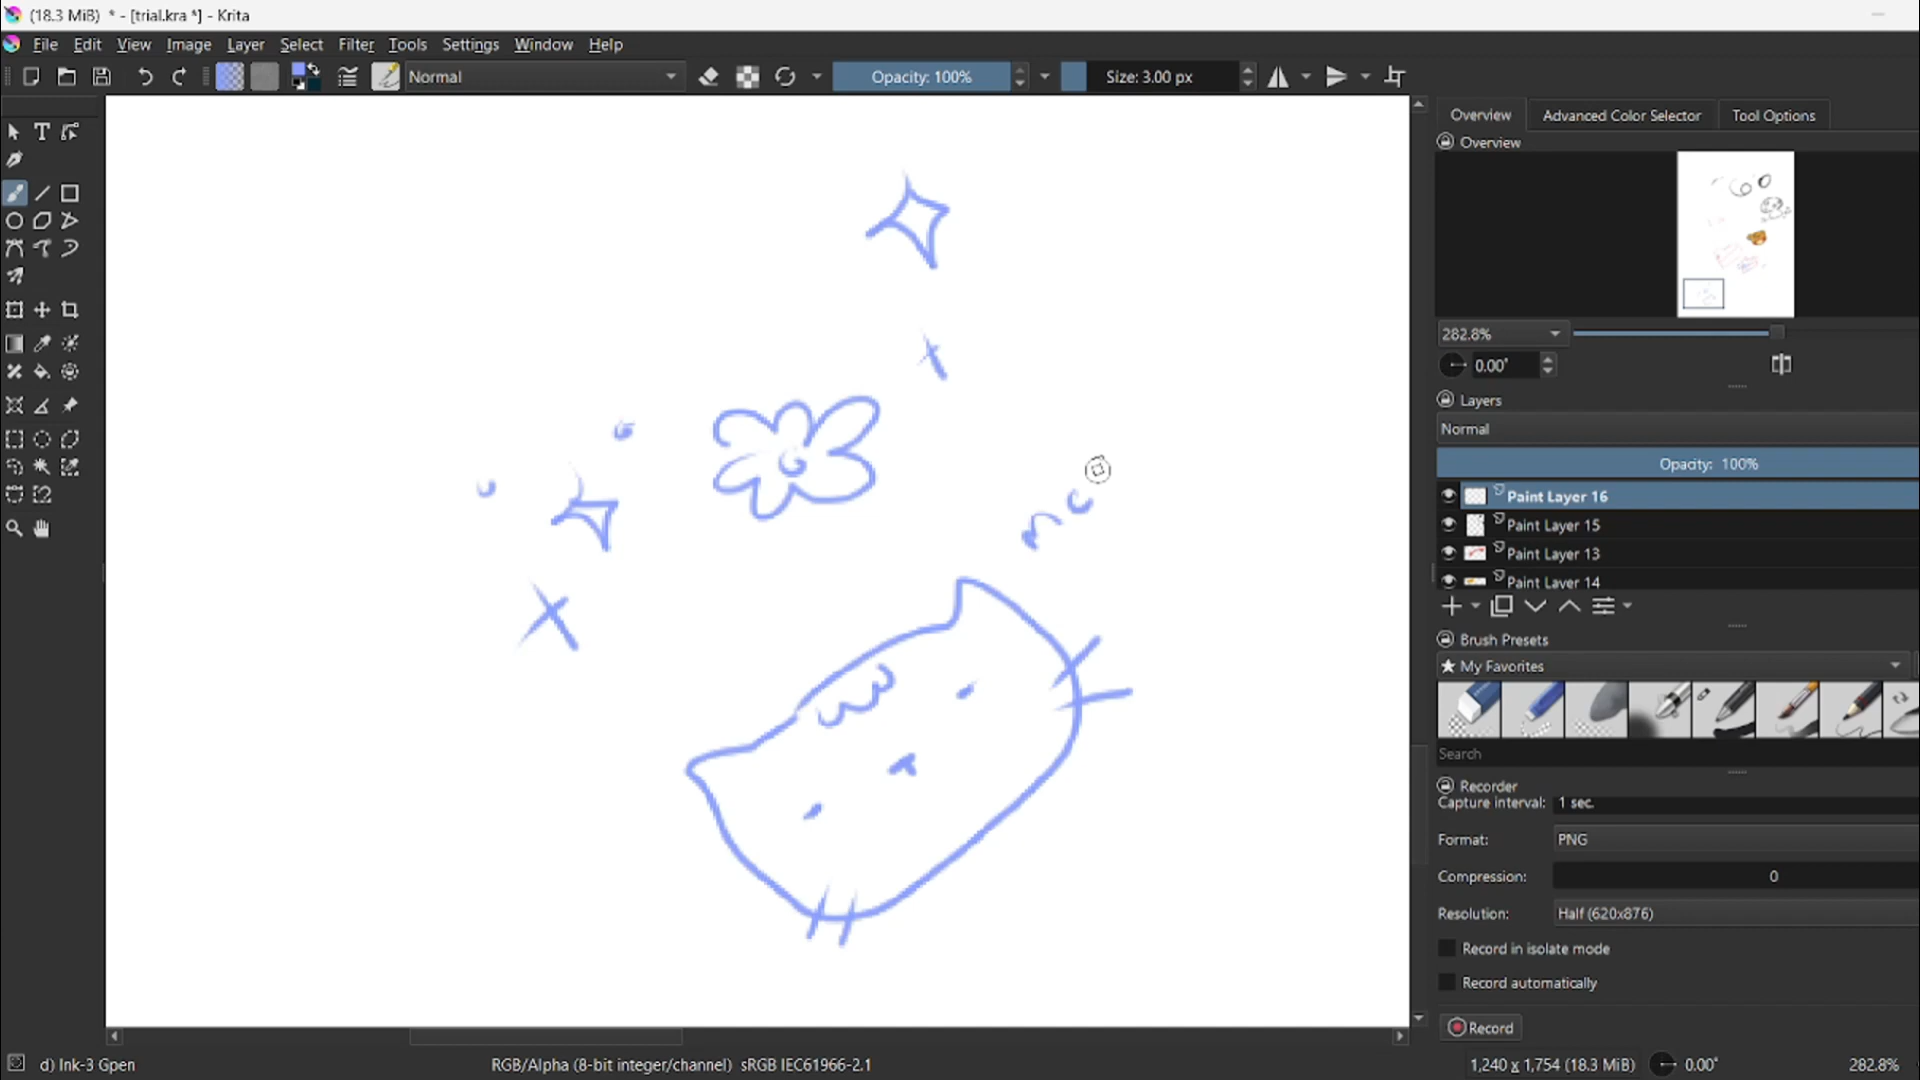 (18.3 MiB) * - [trial.kra *] - Krita
File Edit View Image Layer Select Filter Tools Settings Window Help
Normal Opacity: 100% Size: 3.00 px
Overview Advanced Color Selector Tool Options
Overview
282.8%
0.00°
Layers
Normal
Opacity: 100%
Paint Layer 16
Paint Layer 15
Paint Layer 13
Paint Layer 14
Brush Presets
★ My Favorites
Search
Recorder
Capture interval: 1 sec.
Format: PNG
Compression: 0
Resolution: Half (620x876)
Record in isolate mode
Record automatically
Record
d) Ink-3 Gpen RGB/Alpha (8-bit integer/channel) sRGB IEC61966-2.1 1,240 x 1,754 (18.3 MiB) 0.00° 282.8%